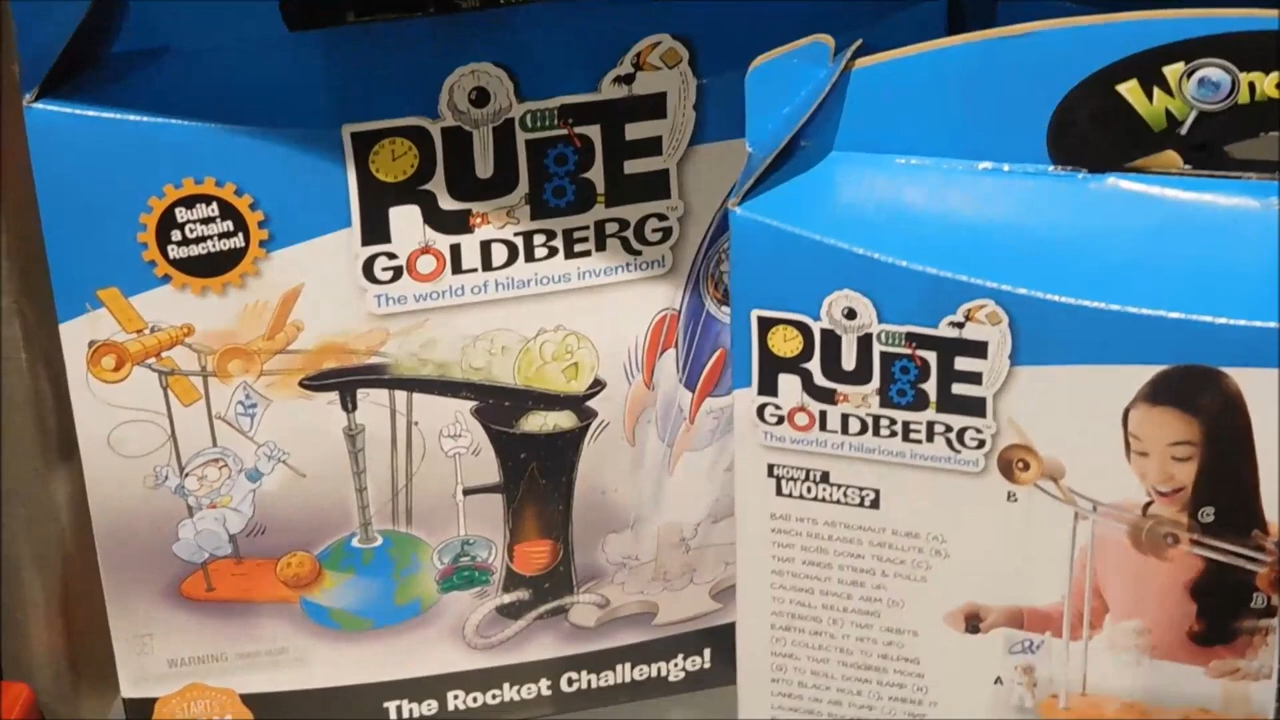 Build
a Chain
Reaction!
RUBE
GOLDBERG™
The world of hilarious invention!
WARNING
STARTS
The Rocket Challenge!
RUBE
GOLDBERG
The world of hilarious invention!
HOW IT
WORKS?
BALL HITS ASTRONAUT RUBE (A),
WHICH RELEASES SATELLITE (B),
THAT ROLLS DOWN TRACK (C),
THAT WINDS STRING & PULLS
ASTRONAUT RUBE UP,
CAUSING SPACE ARM (D)
TO FALL, RELEASING
ASTEROID (E) THAT ORBITS
EARTH UNTIL IT HITS UFO
(F) COLLECTED TO HELPING
HAND, THAT TRIGGERS MOON
(G) TO ROLL DOWN RAMP (H)
INTO BLACK HOLE (I), WHERE IT
LANDS ON AIR PUMP (J) THAT
LAUNCHES
B
C
D
A